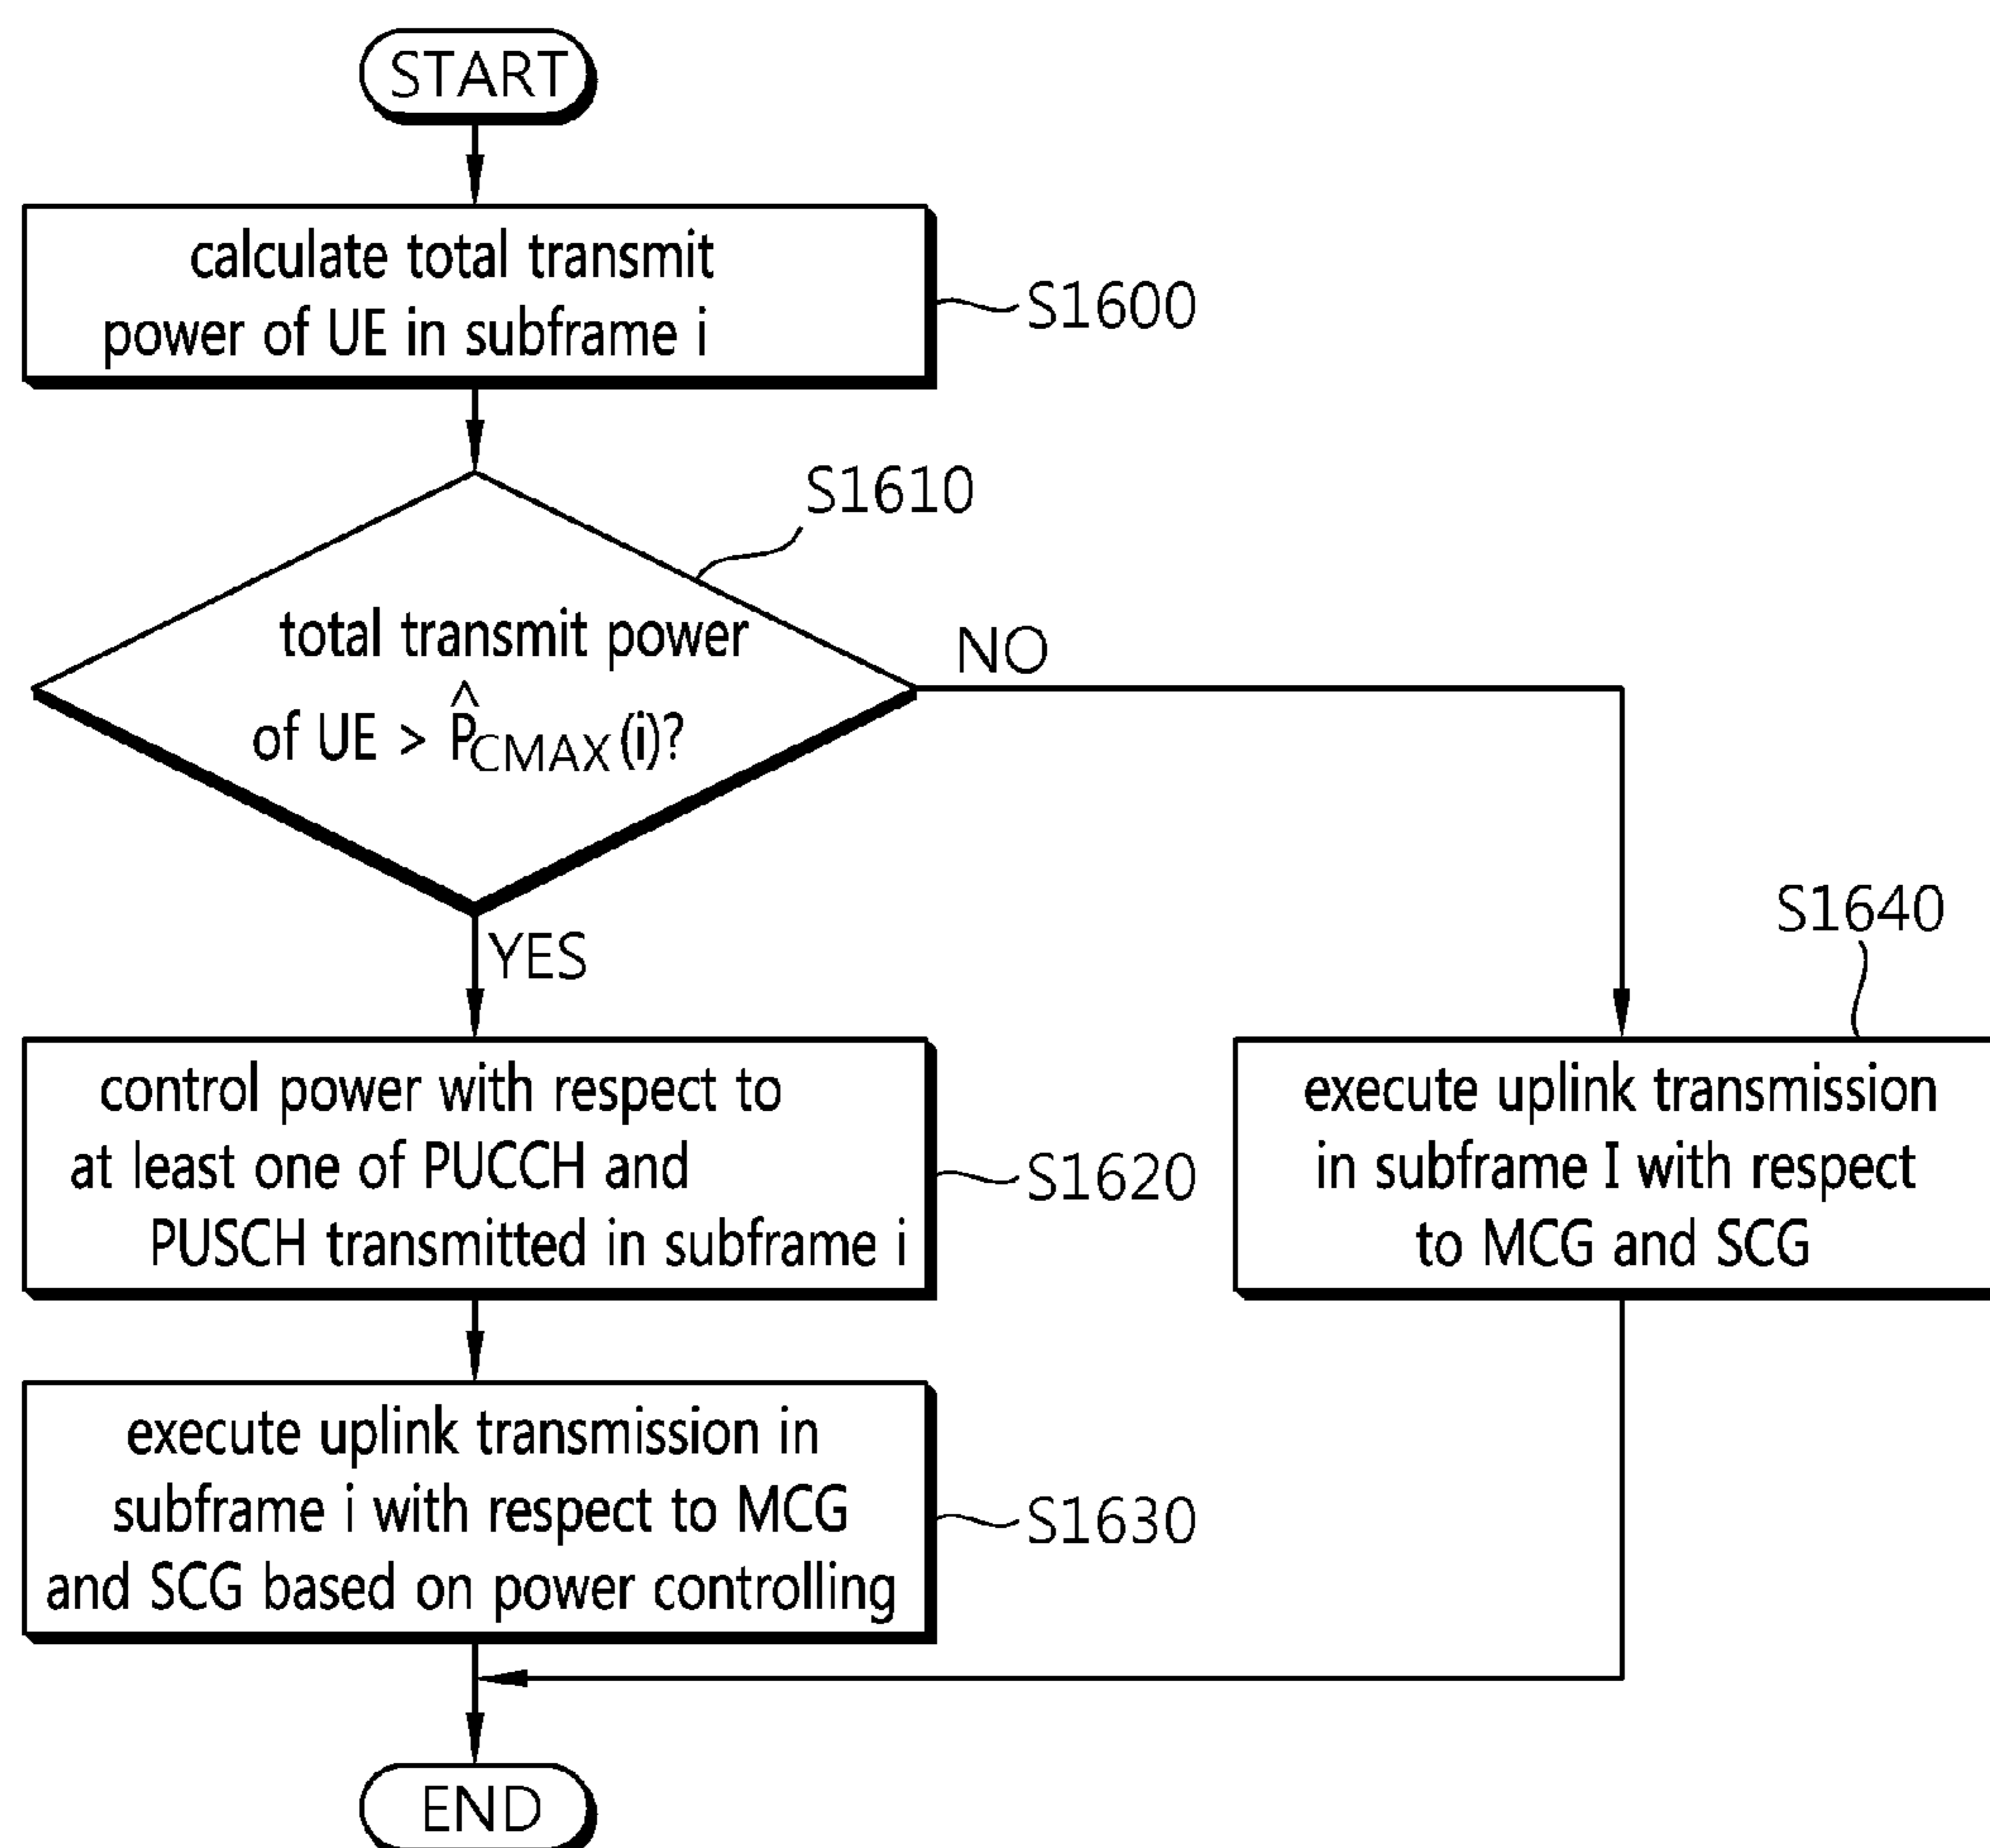 START
calculate total transmit
power of UE in subframe i
S1600
S1610
total transmit power
of UE > P̂CMAX(i)?
NO
YES
S1640
control power with respect to
at least one of PUCCH and
PUSCH transmitted in subframe i
S1620
execute uplink transmission
in subframe I with respect
to MCG and SCG
execute uplink transmission in
subframe i with respect to MCG
and SCG based on power controlling
S1630
END